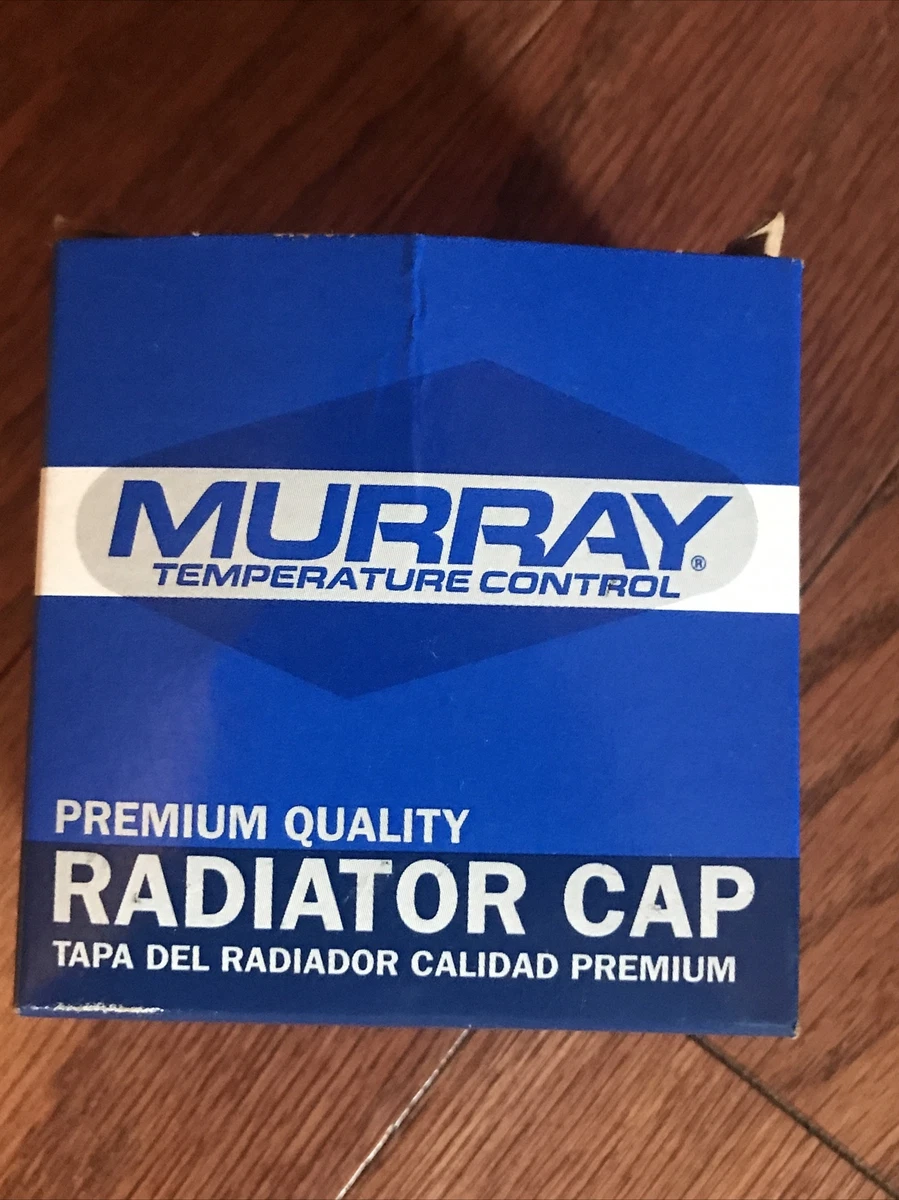 MURRAY®
TEMPERATURE CONTROL
PREMIUM QUALITY
RADIATOR CAP
TAPA DEL RADIADOR CALIDAD PREMIUM